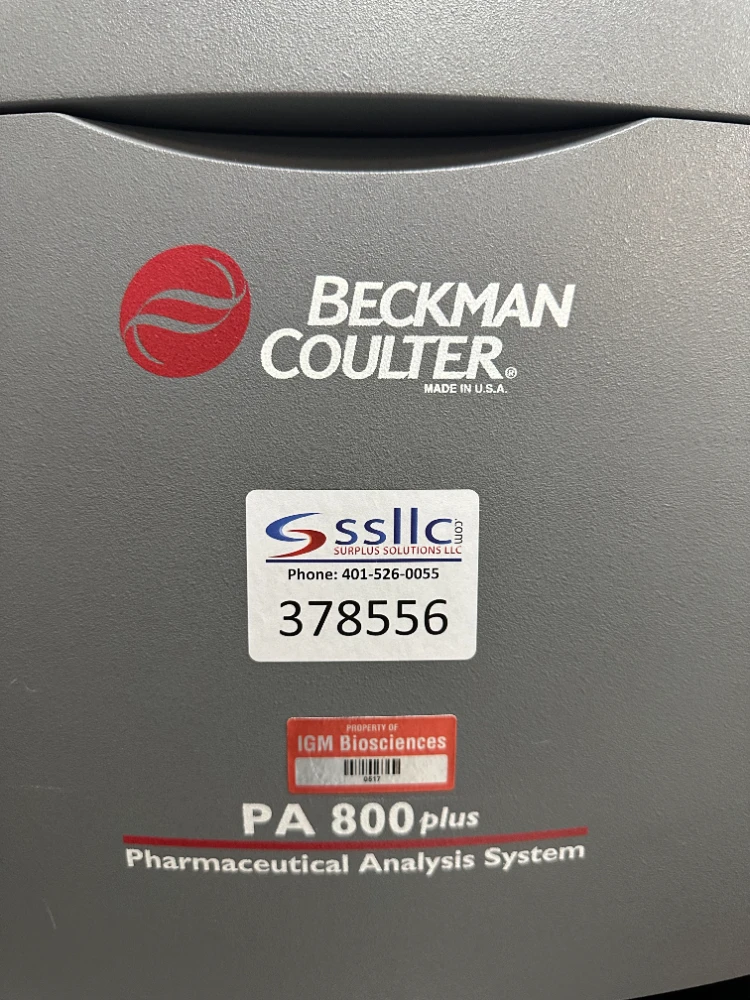 BECKMAN
COULTER®
MADE IN U.S.A.
ssllc.com
SURPLUS SOLUTIONS LLC
Phone: 401-526-0055
378556
PROPERTY OF
IGM Biosciences
0617
PA 800 plus
Pharmaceutical Analysis System